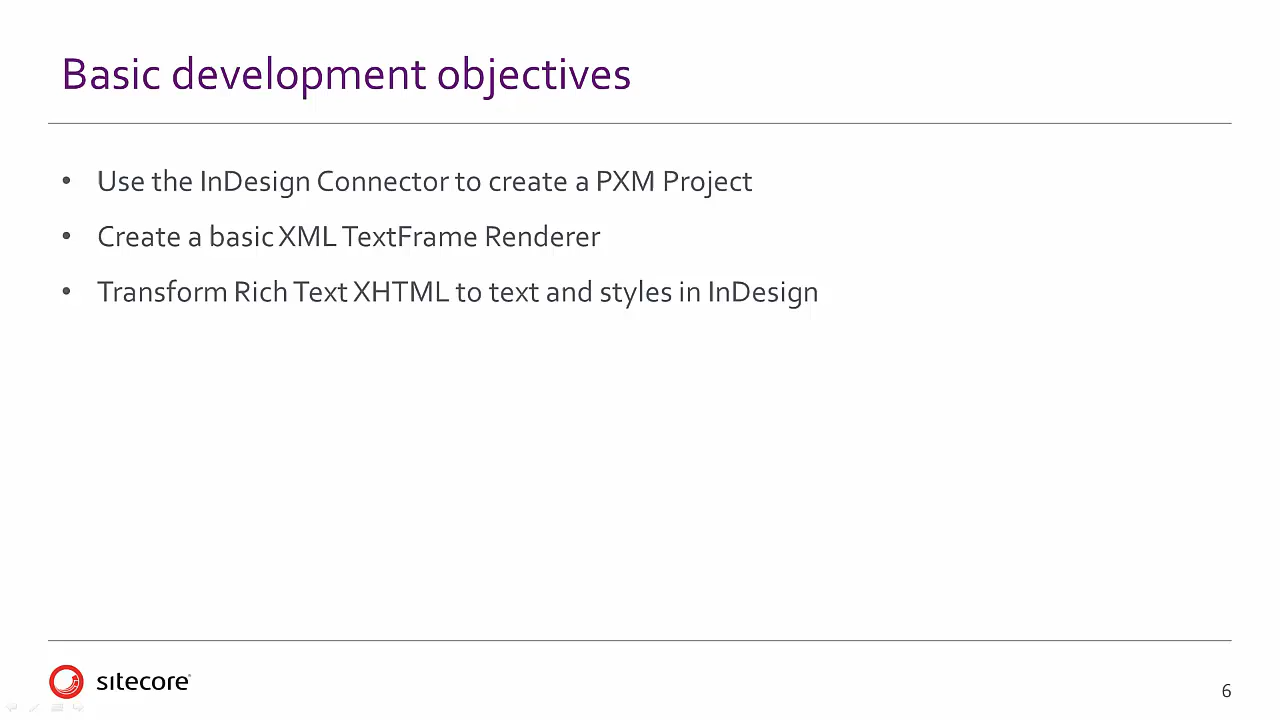 Basic development objectives
• Use the InDesign Connector to create a PXM Project
• Create a basic XML TextFrame Renderer
• Transform Rich Text XHTML to text and styles in InDesign
sitecore
6